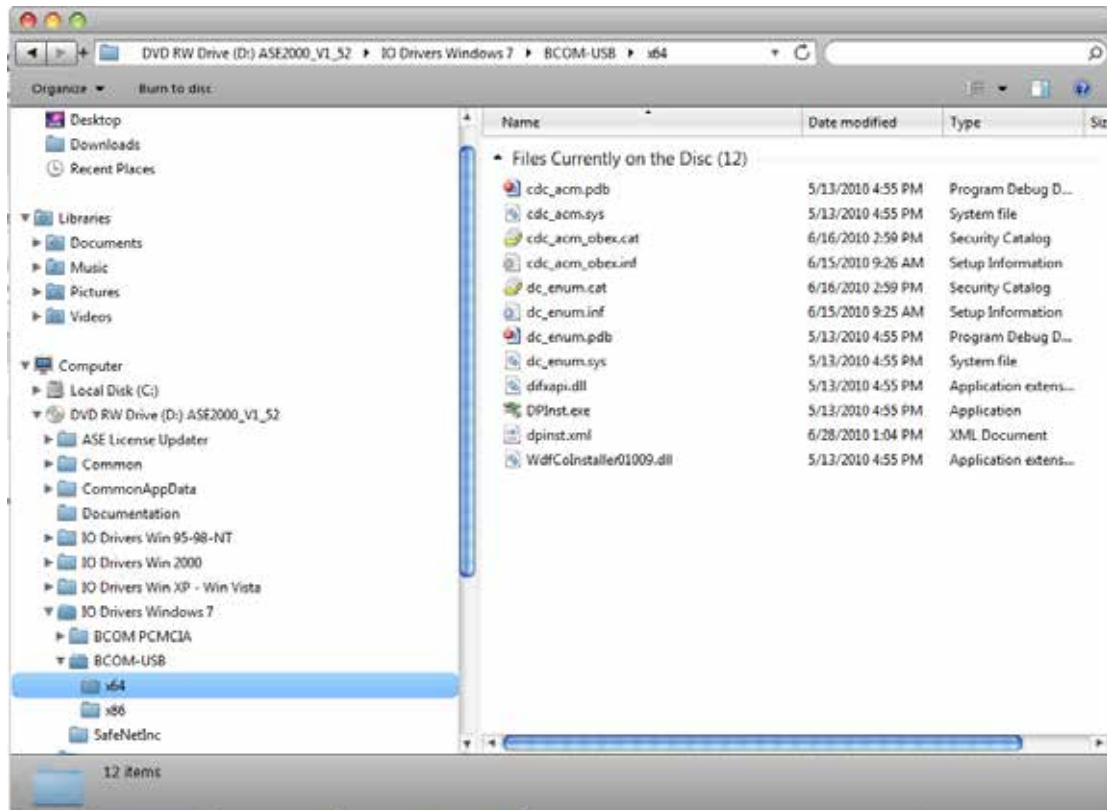 DVD RW Drive (D:) ASE2000_V1_52 ▸ IO Drivers Windows 7 ▸ BCOM-USB ▸ x64
Organize Burn to disc
Desktop
Downloads
Recent Places
Libraries
Documents
Music
Pictures
Videos
Computer
Local Disk (C:)
DVD RW Drive (D:) ASE2000_V1_52
ASE License Updater
Common
CommonAppData
Documentation
IO Drivers Win 95-98-NT
IO Drivers Win 2000
IO Drivers Win XP - Win Vista
IO Drivers Windows 7
BCOM PCMCIA
BCOM-USB
x64
x86
SafeNetInc
Name Date modified Type Siz
Files Currently on the Disc (12)
cdc_acm.pdb 5/13/2010 4:55 PM Program Debug D...
cdc_acm.sys 5/13/2010 4:55 PM System file
cdc_acm_obex.cat 6/16/2010 2:59 PM Security Catalog
cdc_acm_obex.inf 6/15/2010 9:26 AM Setup Information
dc_enum.cat 6/16/2010 2:59 PM Security Catalog
dc_enum.inf 6/15/2010 9:25 AM Setup Information
dc_enum.pdb 5/13/2010 4:55 PM Program Debug D...
dc_enum.sys 5/13/2010 4:55 PM System file
difxapi.dll 5/13/2010 4:55 PM Application extens...
DPInst.exe 5/13/2010 4:55 PM Application
dpinst.xml 6/28/2010 1:04 PM XML Document
WdfCoInstaller01009.dll 5/13/2010 4:55 PM Application extens...
12 items